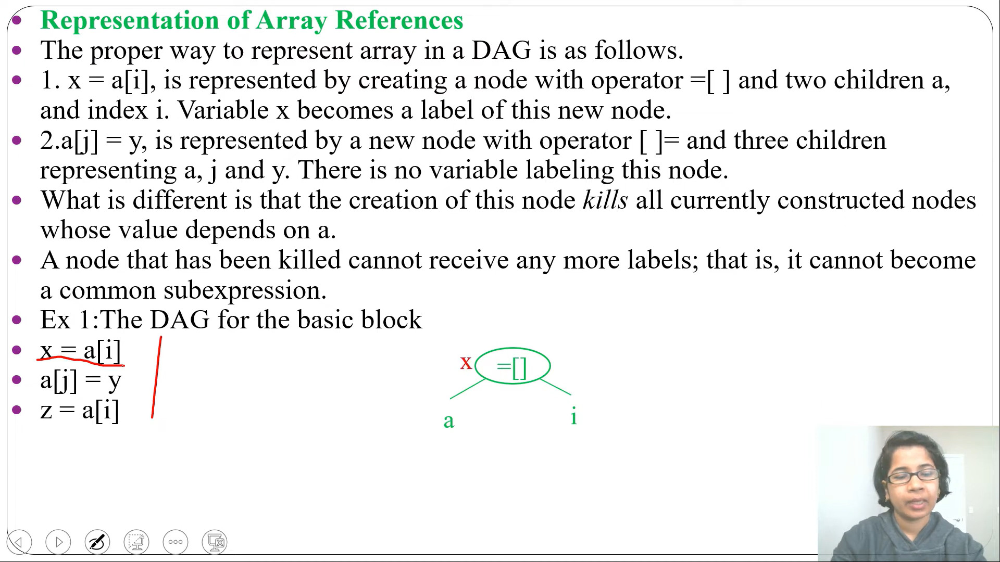 Representation of Array References
The proper way to represent array in a DAG is as follows.
1. x = a[i], is represented by creating a node with operator =[ ] and two children a,
and index i. Variable x becomes a label of this new node.
2.a[j] = y, is represented by a new node with operator [ ]= and three children
representing a, j and y. There is no variable labeling this node.
What is different is that the creation of this node kills all currently constructed nodes
whose value depends on a.
A node that has been killed cannot receive any more labels; that is, it cannot become
a common subexpression.
Ex 1:The DAG for the basic block
x = a[i]
a[j] = y
z = a[i]
x =[]
a i